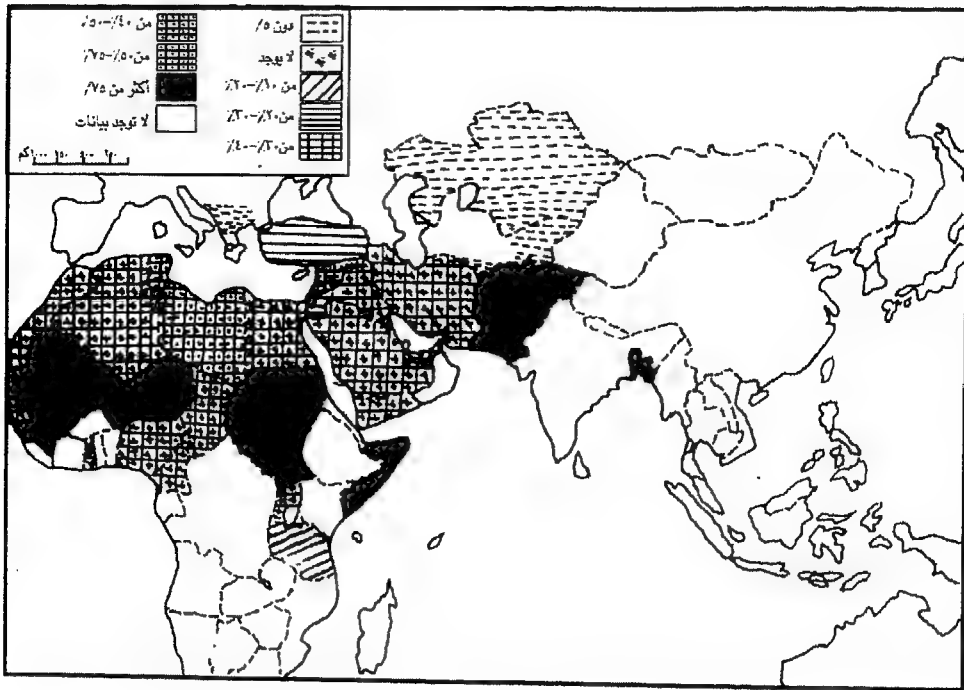 دون ٥٪
لا يوجد
من ١٠٪-٢٠٪
من ٢٠٪-٣٠٪
من ٣٠٪-٤٠٪
من ٤٠٪-٥٠٪
من ٥٠٪-٧٥٪
أكثر من ٧٥٪
لا توجد بيانات
كم